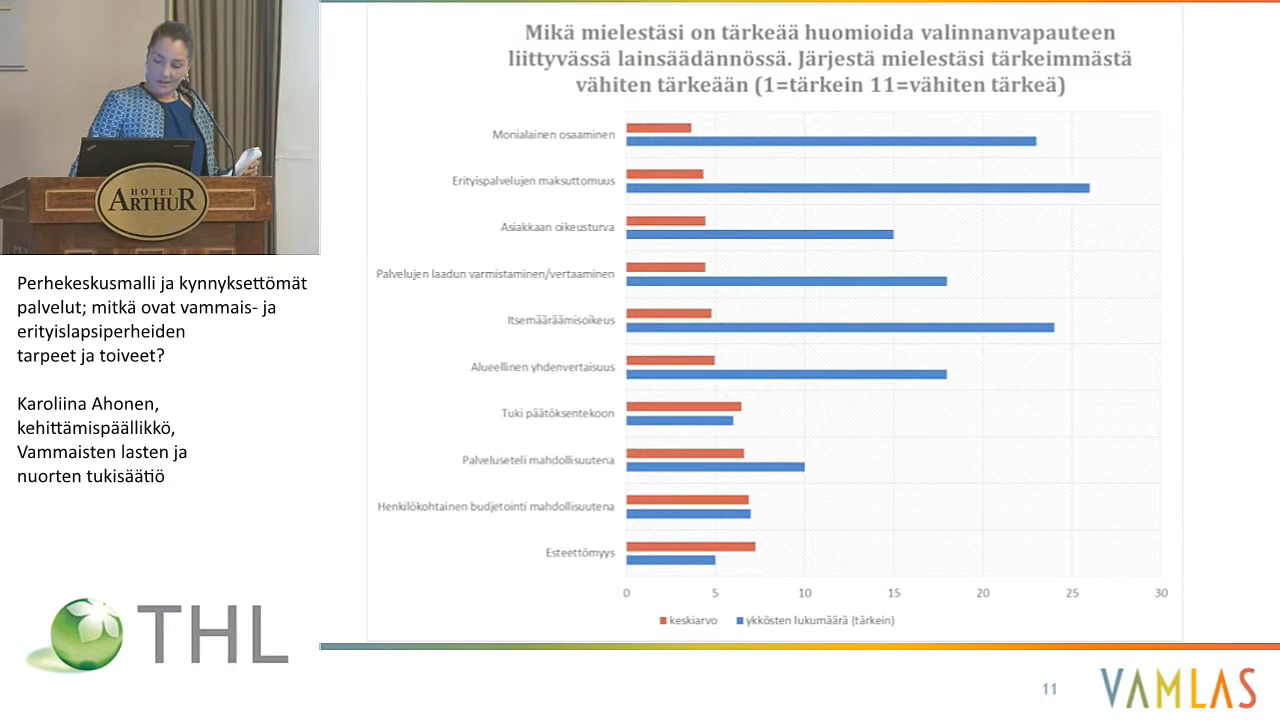 HOTEL
ARTHUR
Perhekeskusmalli ja kynnyksettömät
palvelut; mitkä ovat vammais- ja
erityislapsiperheiden
tarpeet ja toiveet?
Karoliina Ahonen,
kehittämispäällikkö,
Vammaisten lasten ja
nuorten tukisäätiö
THL
Mikä mielestäsi on tärkeää huomioida valinnanvapauteen
liittyvässä lainsäädännössä. Järjestä mielestäsi tärkeimmästä
vähiten tärkeään (1=tärkein 11=vähiten tärkeä)
Monialainen osaaminen
Erityispalvelujen maksuttomuus
Asiakkaan oikeusturva
Palvelujen laadun varmistaminen/vertaaminen
Itsemääräämisoikeus
Alueellinen yhdenvertaisuus
Tuki päätöksentekoon
Palveluseteli mahdollisuutena
Henkilökohtainen budjetointi mahdollisuutena
Esteettömyys
0 5 10 15 20 25 30
keskiarvo ykkösten lukumäärä (tärkein)
11
VAMLAS